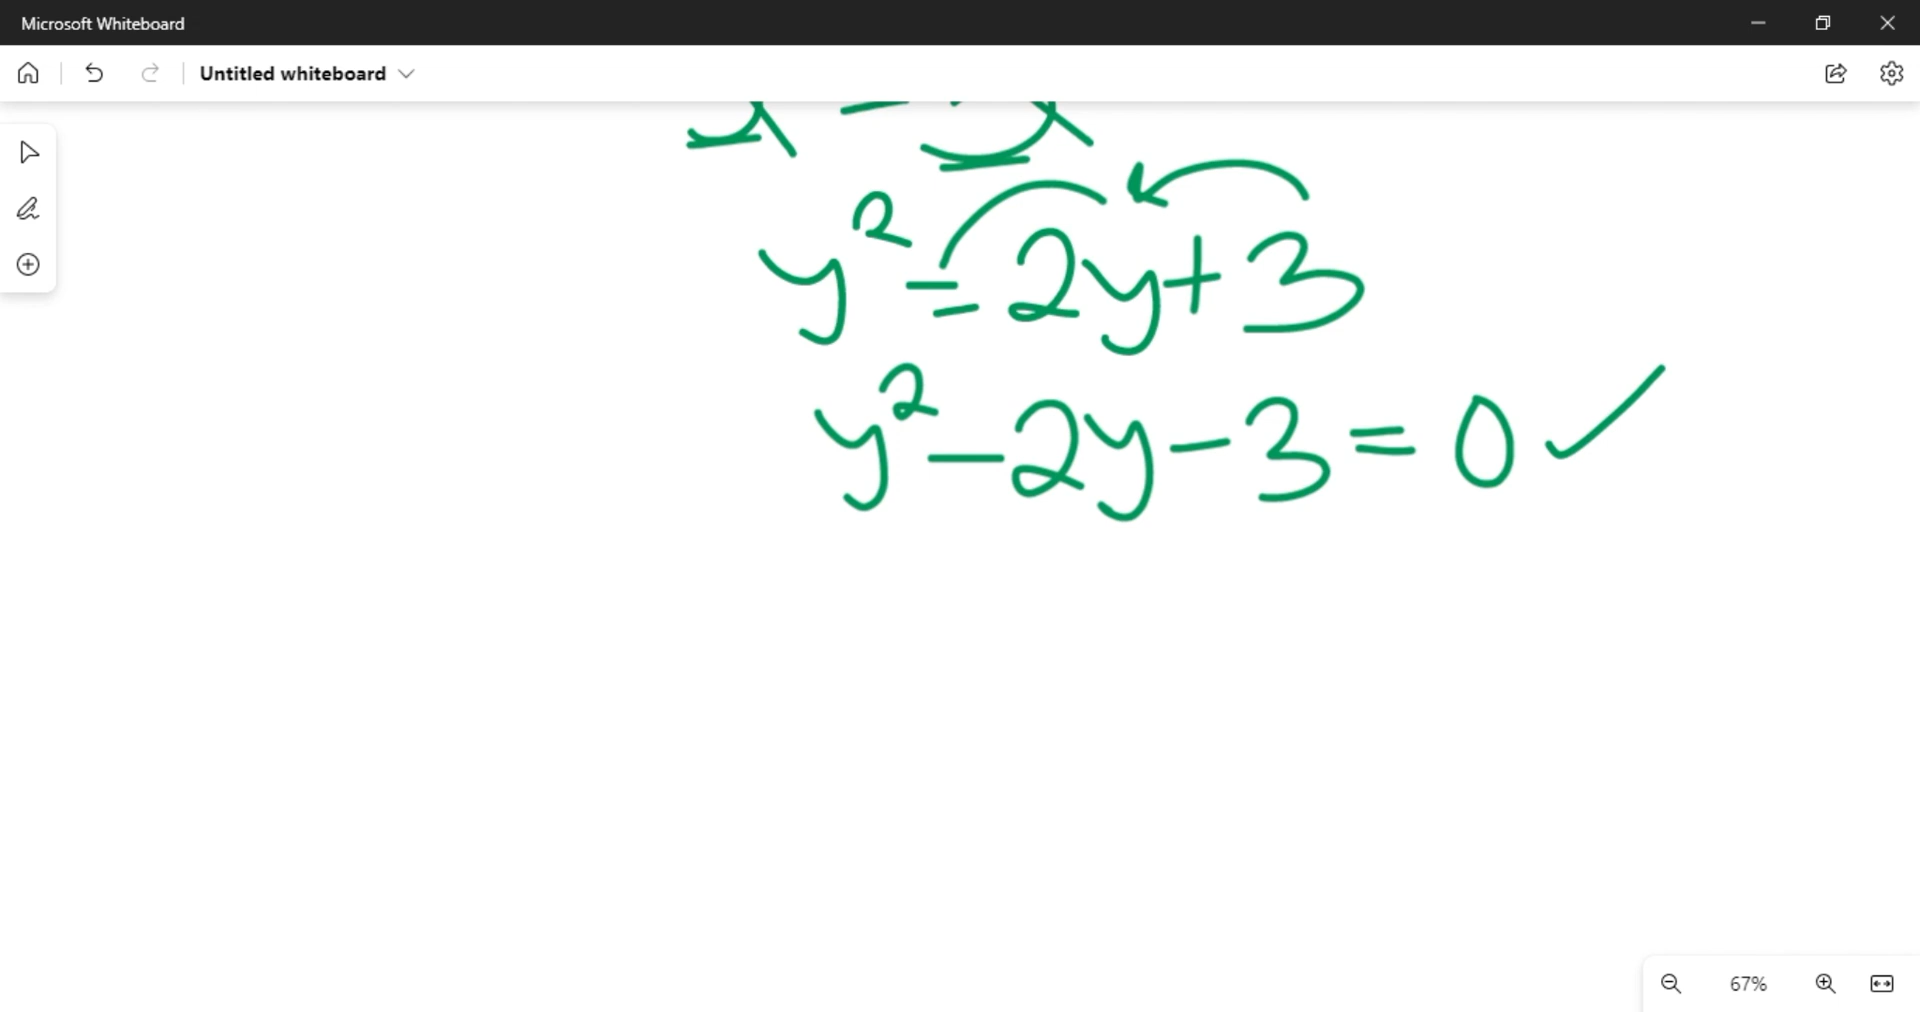 Microsoft Whiteboard
Untitled whiteboard
y² = 2y + 3
y² - 2y - 3 = 0 ✓
67%